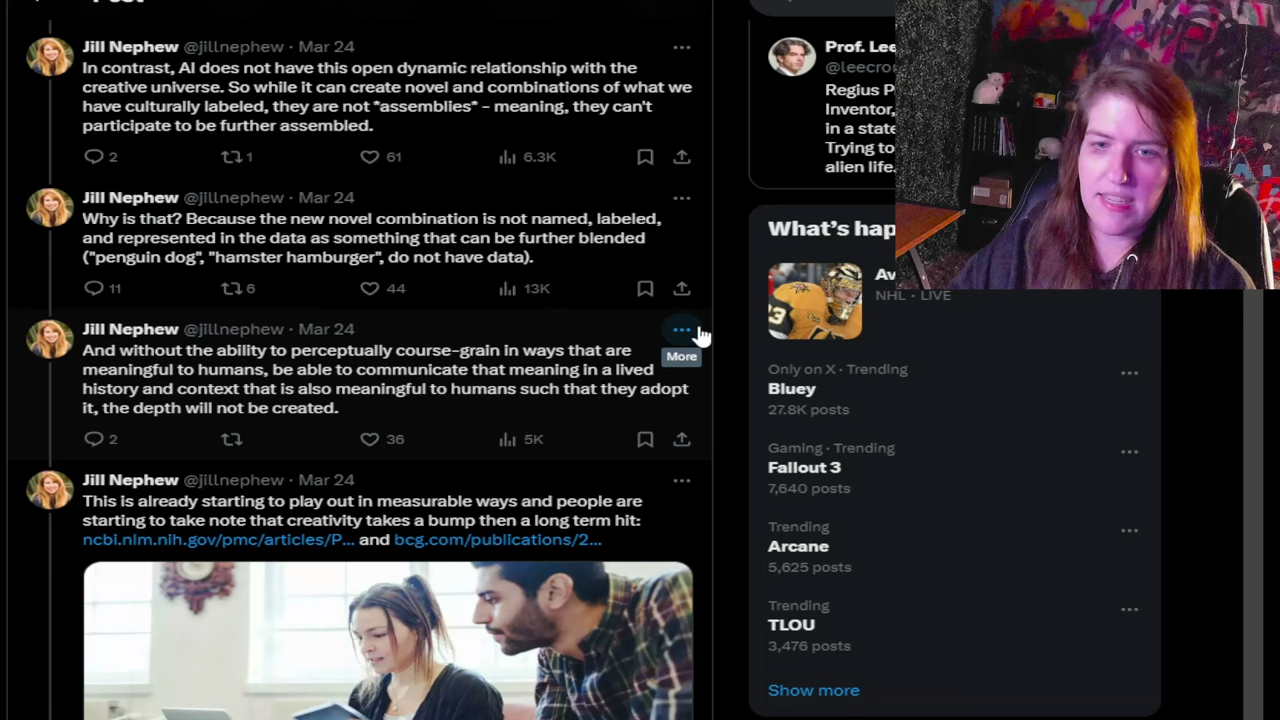 Jill Nephew @jillnephew · Mar 24
In contrast, AI does not have this open dynamic relationship with the
creative universe. So while it can create novel and combinations of what we
have culturally labeled, they are not *assemblies* - meaning, they can't
participate to be further assembled.
2 1 61 6.3K
Jill Nephew @jillnephew · Mar 24
Why is that? Because the new novel combination is not named, labeled,
and represented in the data as something that can be further blended
("penguin dog", "hamster hamburger", do not have data).
11 6 44 13K
Jill Nephew @jillnephew · Mar 24
More
And without the ability to perceptually course-grain in ways that are
meaningful to humans, be able to communicate that meaning in a lived
history and context that is also meaningful to humans such that they adopt
it, the depth will not be created.
2 36 5K
Jill Nephew @jillnephew · Mar 24
This is already starting to play out in measurable ways and people are
starting to take note that creativity takes a bump then a long term hit:
ncbi.nlm.nih.gov/pmc/articles/P... and bcg.com/publications/2...
Prof. Lee
@leecro
Regius P
Inventor,
in a state
Trying to
alien life.
What's hap
Av
NHL · LIVE
Only on X · Trending
Bluey
27.8K posts
Gaming · Trending
Fallout 3
7,640 posts
Trending
Arcane
5,625 posts
Trending
TLOU
3,476 posts
Show more